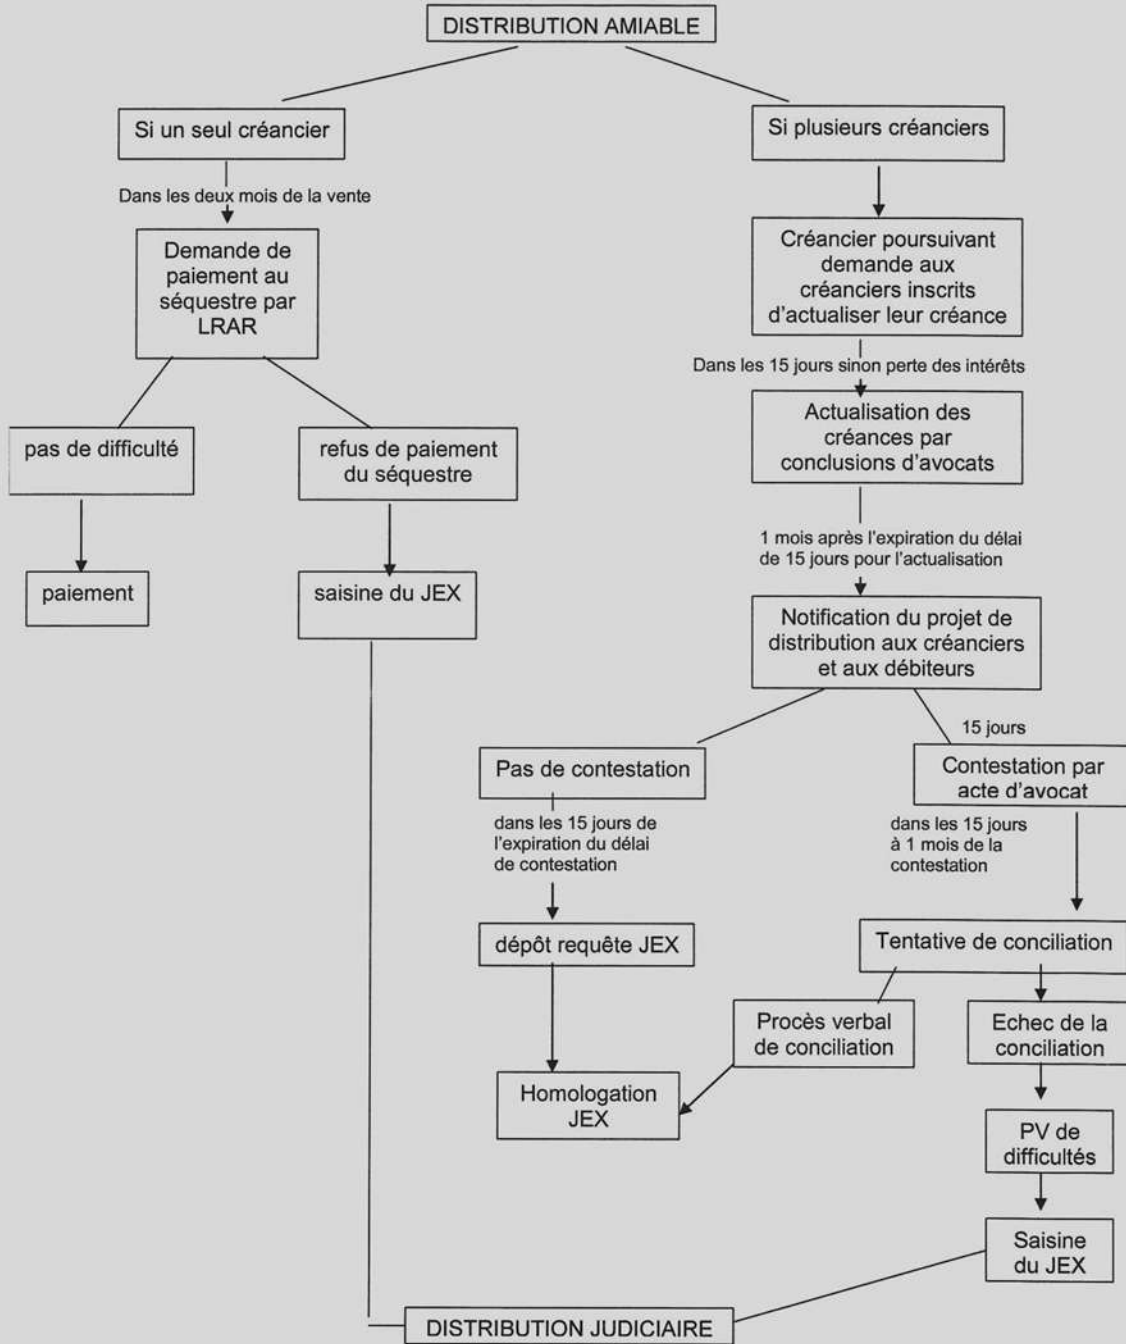 DISTRIBUTION AMIABLE
Si un seul créancier
Dans les deux mois de la vente
Demande de
paiement au
séquestre par
LRAR
pas de difficulté
refus de paiement
du séquestre
paiement
saisine du JEX
Si plusieurs créanciers
Créancier poursuivant
demande aux
créanciers inscrits
d'actualiser leur créance
Dans les 15 jours sinon perte des intérêts
Actualisation des
créances par
conclusions d'avocats
1 mois après l'expiration du délai
de 15 jours pour l'actualisation
Notification du projet de
distribution aux créanciers
et aux débiteurs
Pas de contestation
dans les 15 jours de
l'expiration du délai
de contestation
dépôt requête JEX
15 jours
Contestation par
acte d'avocat
dans les 15 jours
à 1 mois de la
contestation
Tentative de conciliation
Procès verbal
de conciliation
Homologation
JEX
Echec de la
conciliation
PV de
difficultés
Saisine
du JEX
DISTRIBUTION JUDICIAIRE